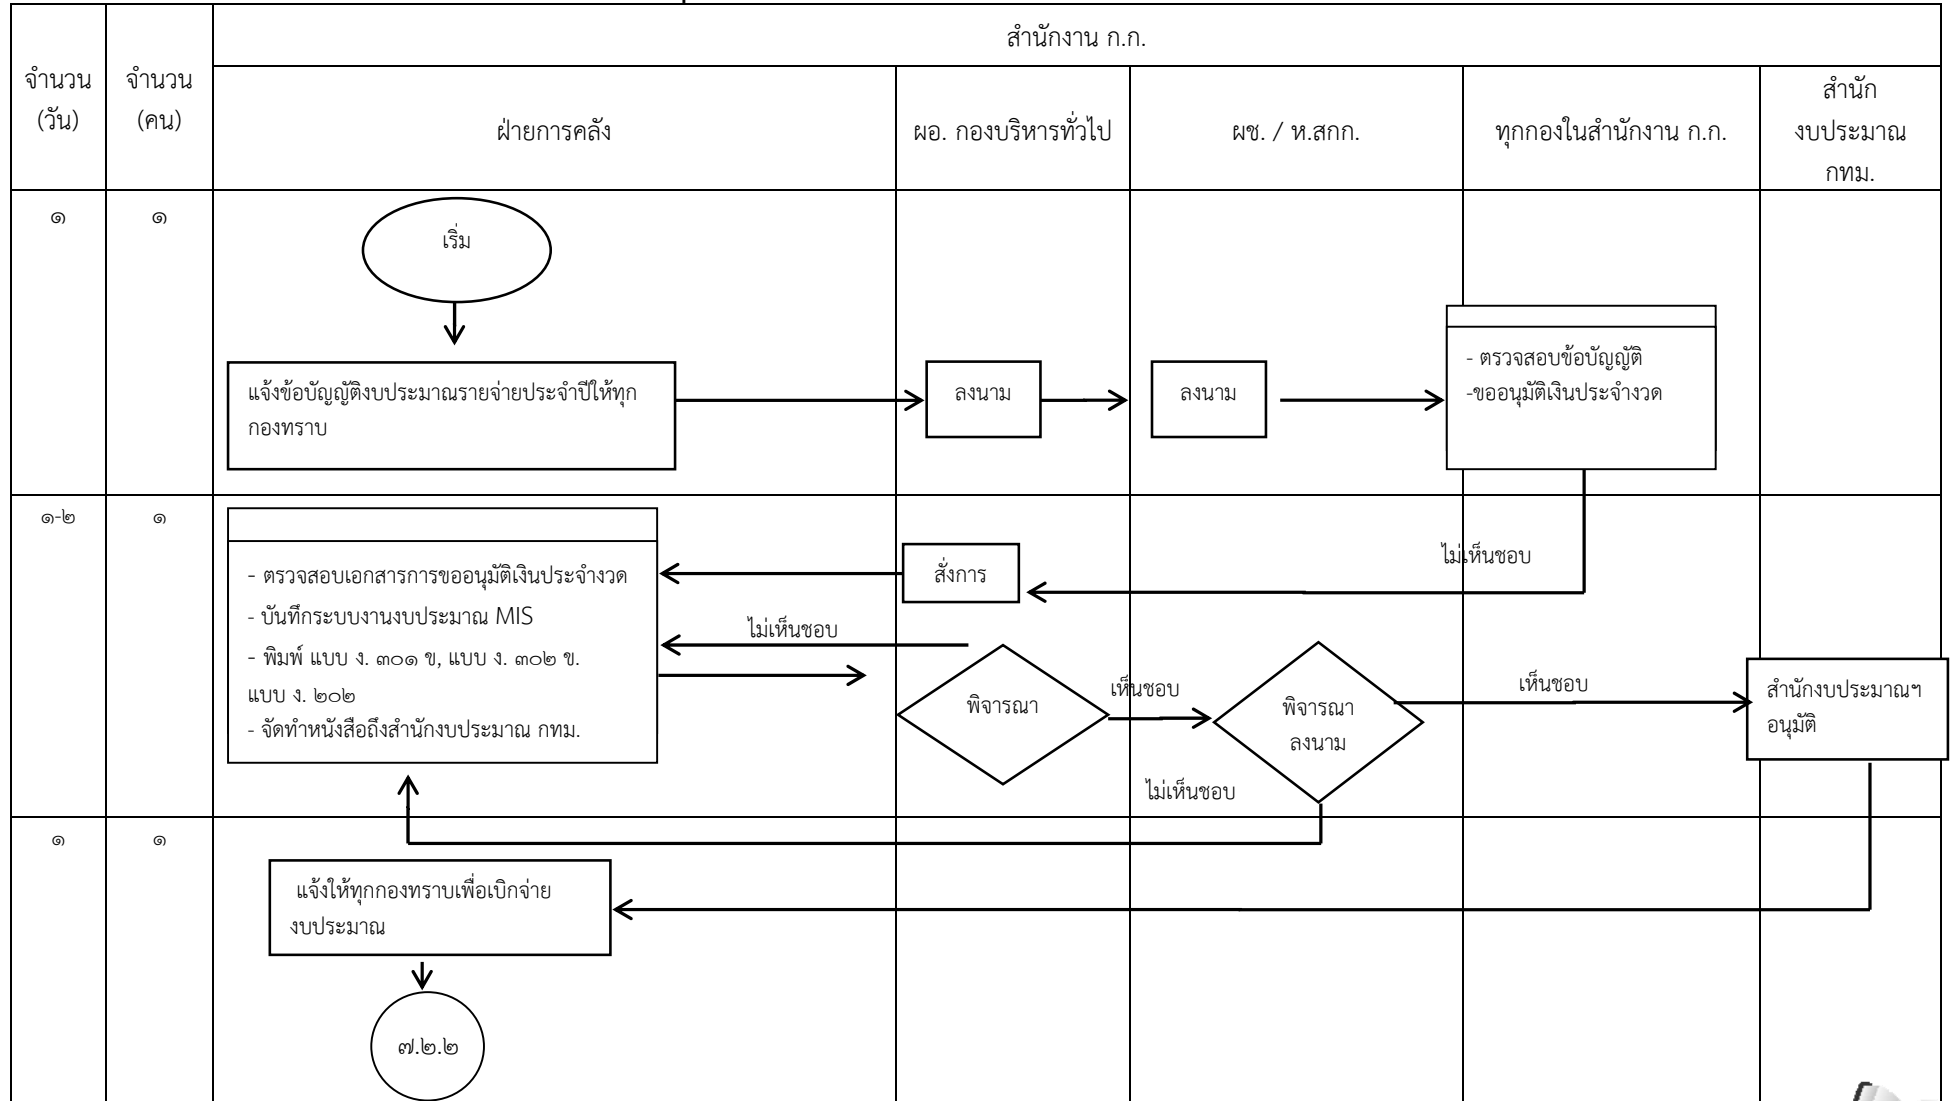 สำนักงาน ก.ก.
จำนวน
(วัน)
จำนวน
(คน)
ฝ่ายการคลัง
ผอ. กองบริหารทั่วไป
ผช. / ห.สกก.
ทุกกองในสำนักงาน ก.ก.
สำนัก
งบประมาณ
กทม.
๑
๑
เริ่ม
แจ้งข้อบัญญัติงบประมาณรายจ่ายประจำปีให้ทุก
กองทราบ
ลงนาม
ลงนาม
- ตรวจสอบข้อบัญญัติ
-ขออนุมัติเงินประจำงวด
๑-๒
๑
- ตรวจสอบเอกสารการขออนุมัติเงินประจำงวด
- บันทึกระบบงานงบประมาณ MIS
- พิมพ์ แบบ ง. ๓๐๑ ข, แบบ ง. ๓๐๒ ข.
แบบ ง. ๒๐๒
- จัดทำหนังสือถึงสำนักงบประมาณ กทม.
สั่งการ
ไม่เห็นชอบ
ไม่เห็นชอบ
พิจารณา
เห็นชอบ
พิจารณา
ลงนาม
เห็นชอบ
สำนักงบประมาณฯ
อนุมัติ
ไม่เห็นชอบ
๑
๑
แจ้งให้ทุกกองทราบเพื่อเบิกจ่าย
งบประมาณ
๗.๒.๒